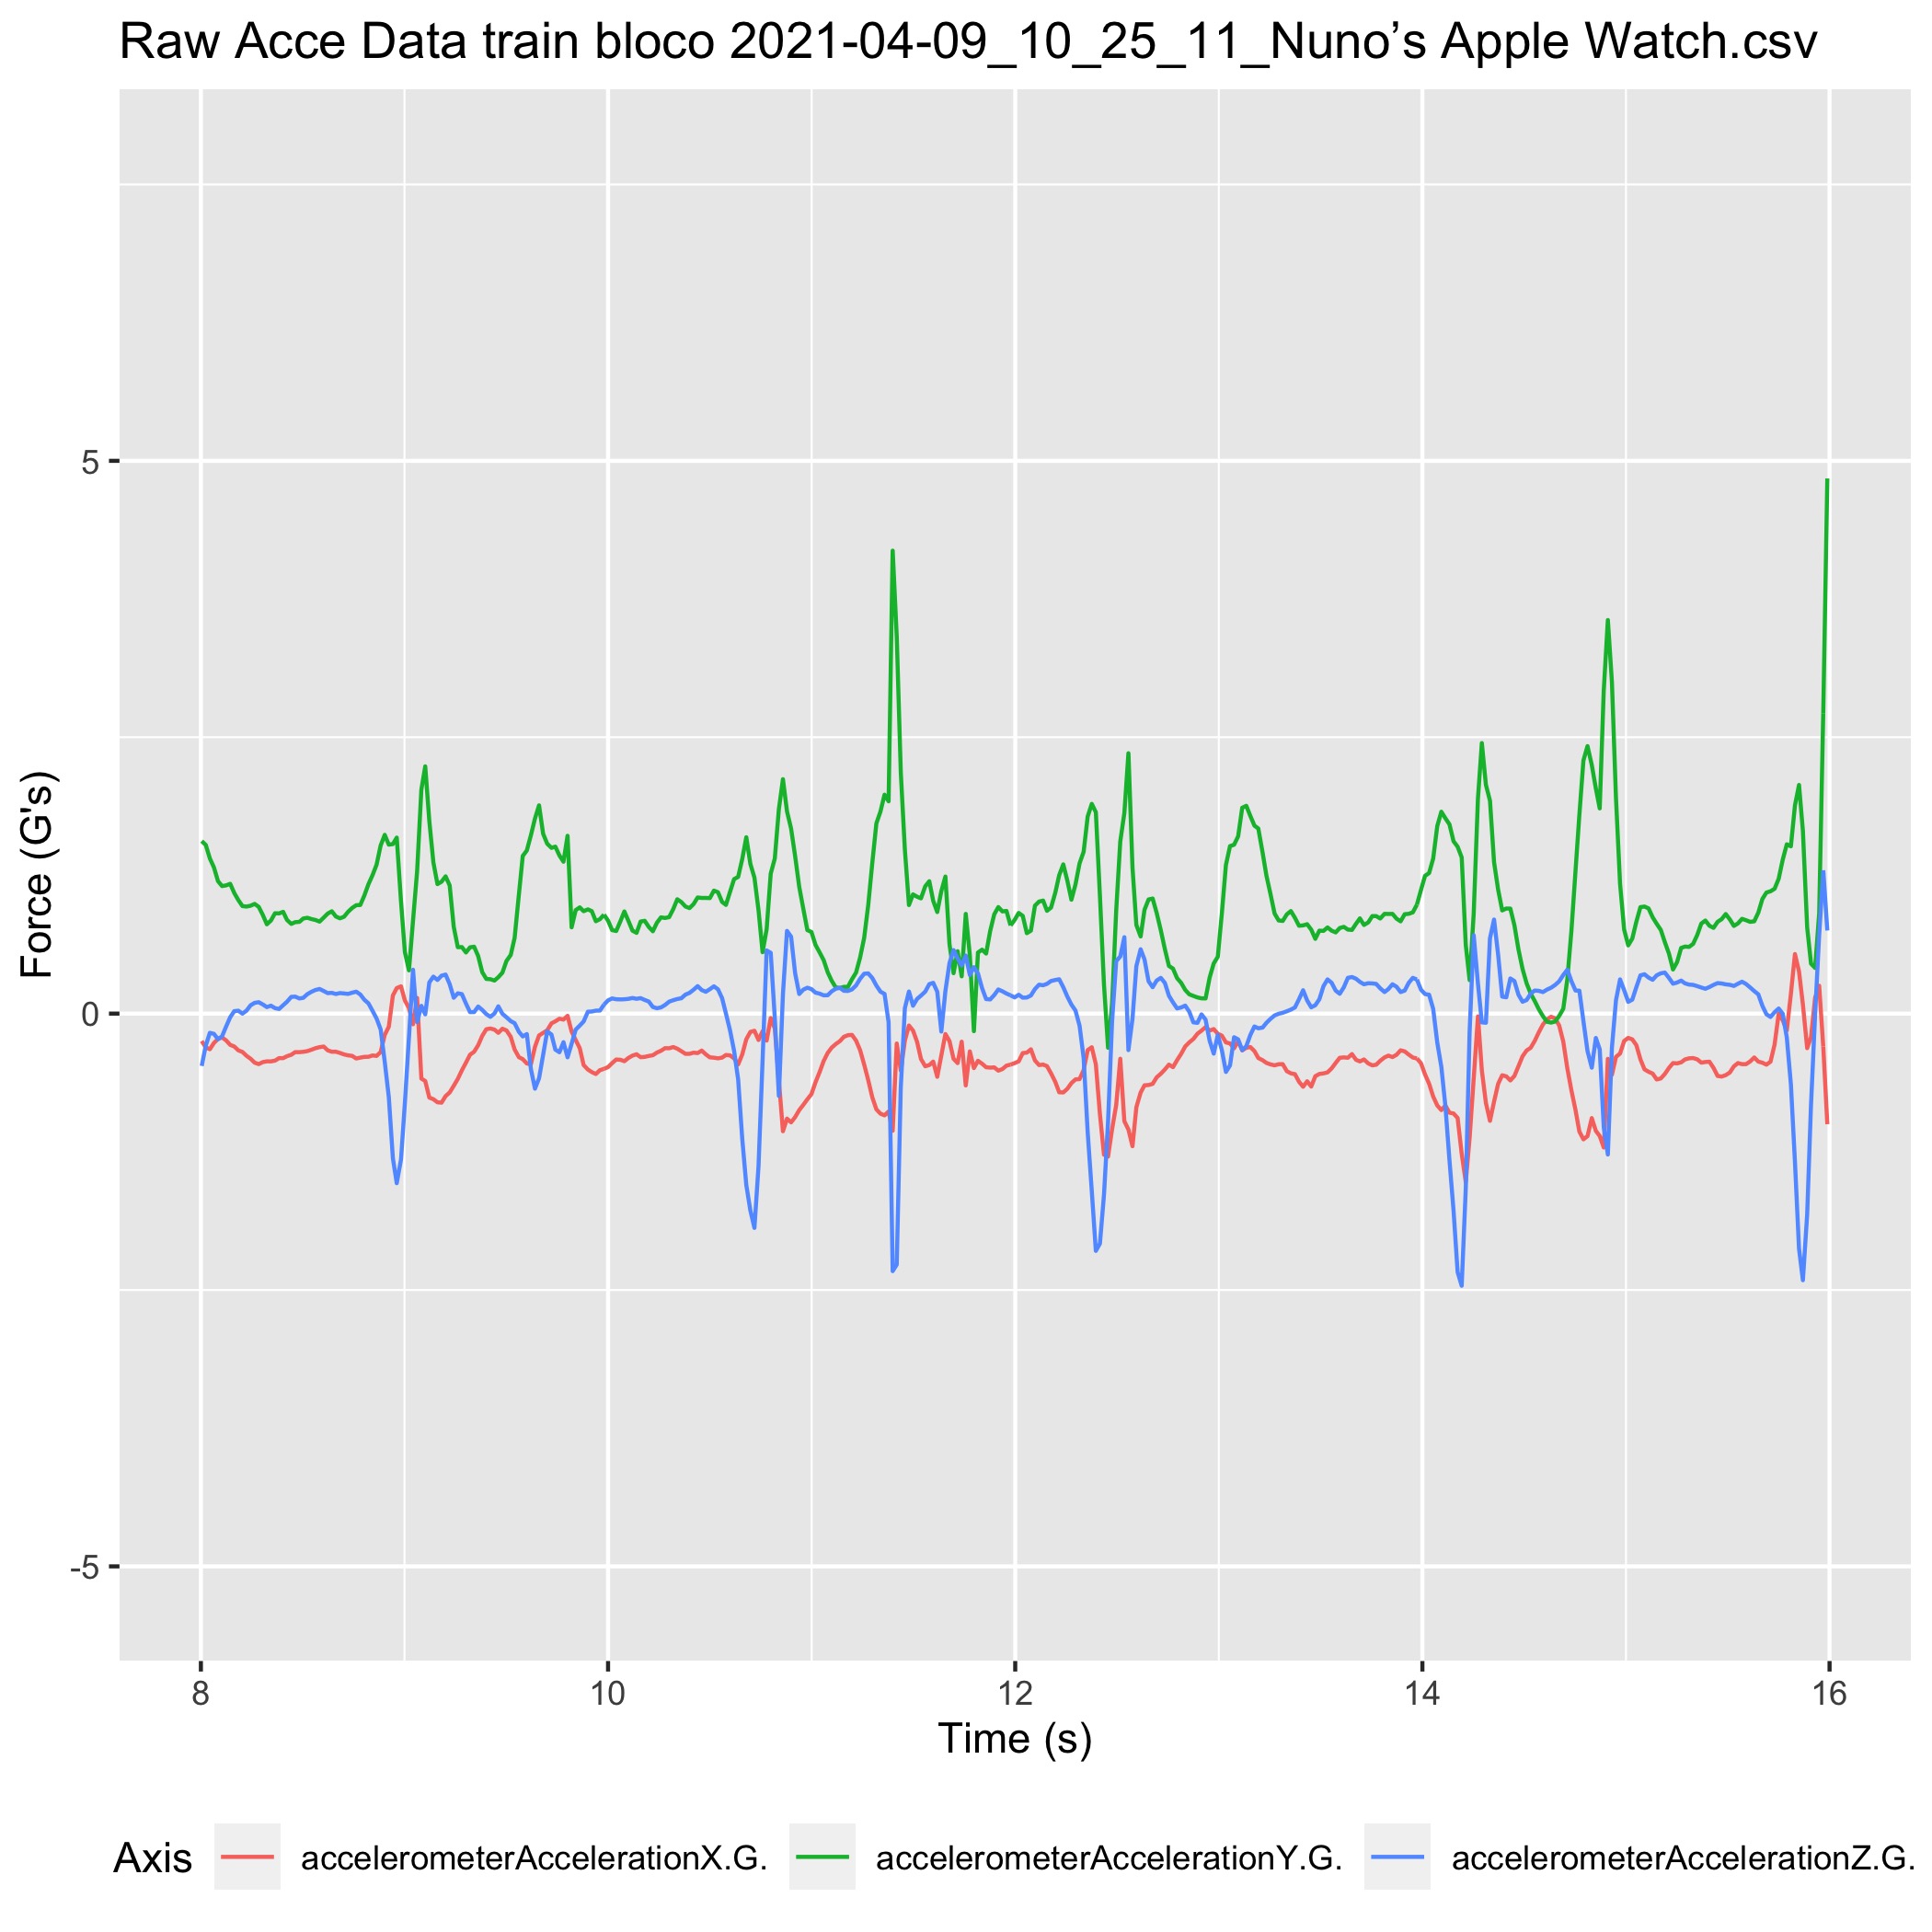 Raw Acce Data train bloco 2021-04-09_10_25_11_Nuno’s Apple Watch.csv
Force (G's)
5
0
-5
8 10 12 14 16
Time (s)
Axis accelerometerAccelerationX.G. accelerometerAccelerationY.G. accelerometerAccelerationZ.G.